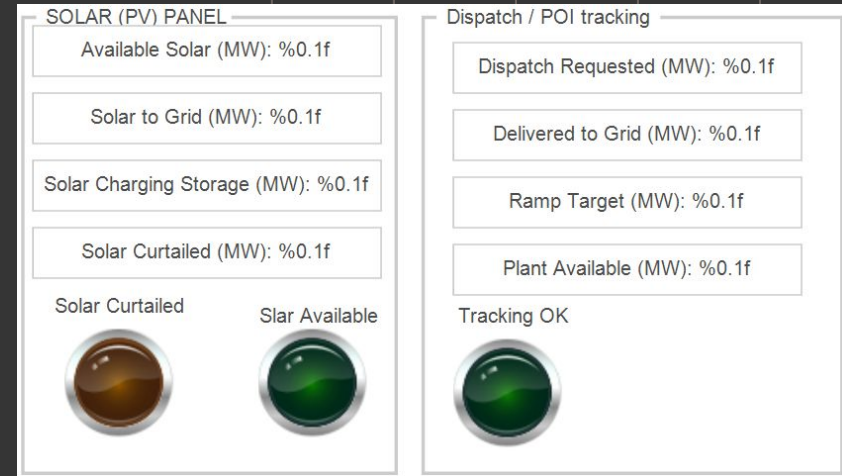 SOLAR (PV) PANEL
Available Solar (MW): %0.1f
Solar to Grid (MW): %0.1f
Solar Charging Storage (MW): %0.1f
Solar Curtailed (MW): %0.1f
Solar Curtailed
Slar Available
Dispatch / POI tracking
Dispatch Requested (MW): %0.1f
Delivered to Grid (MW): %0.1f
Ramp Target (MW): %0.1f
Plant Available (MW): %0.1f
Tracking OK